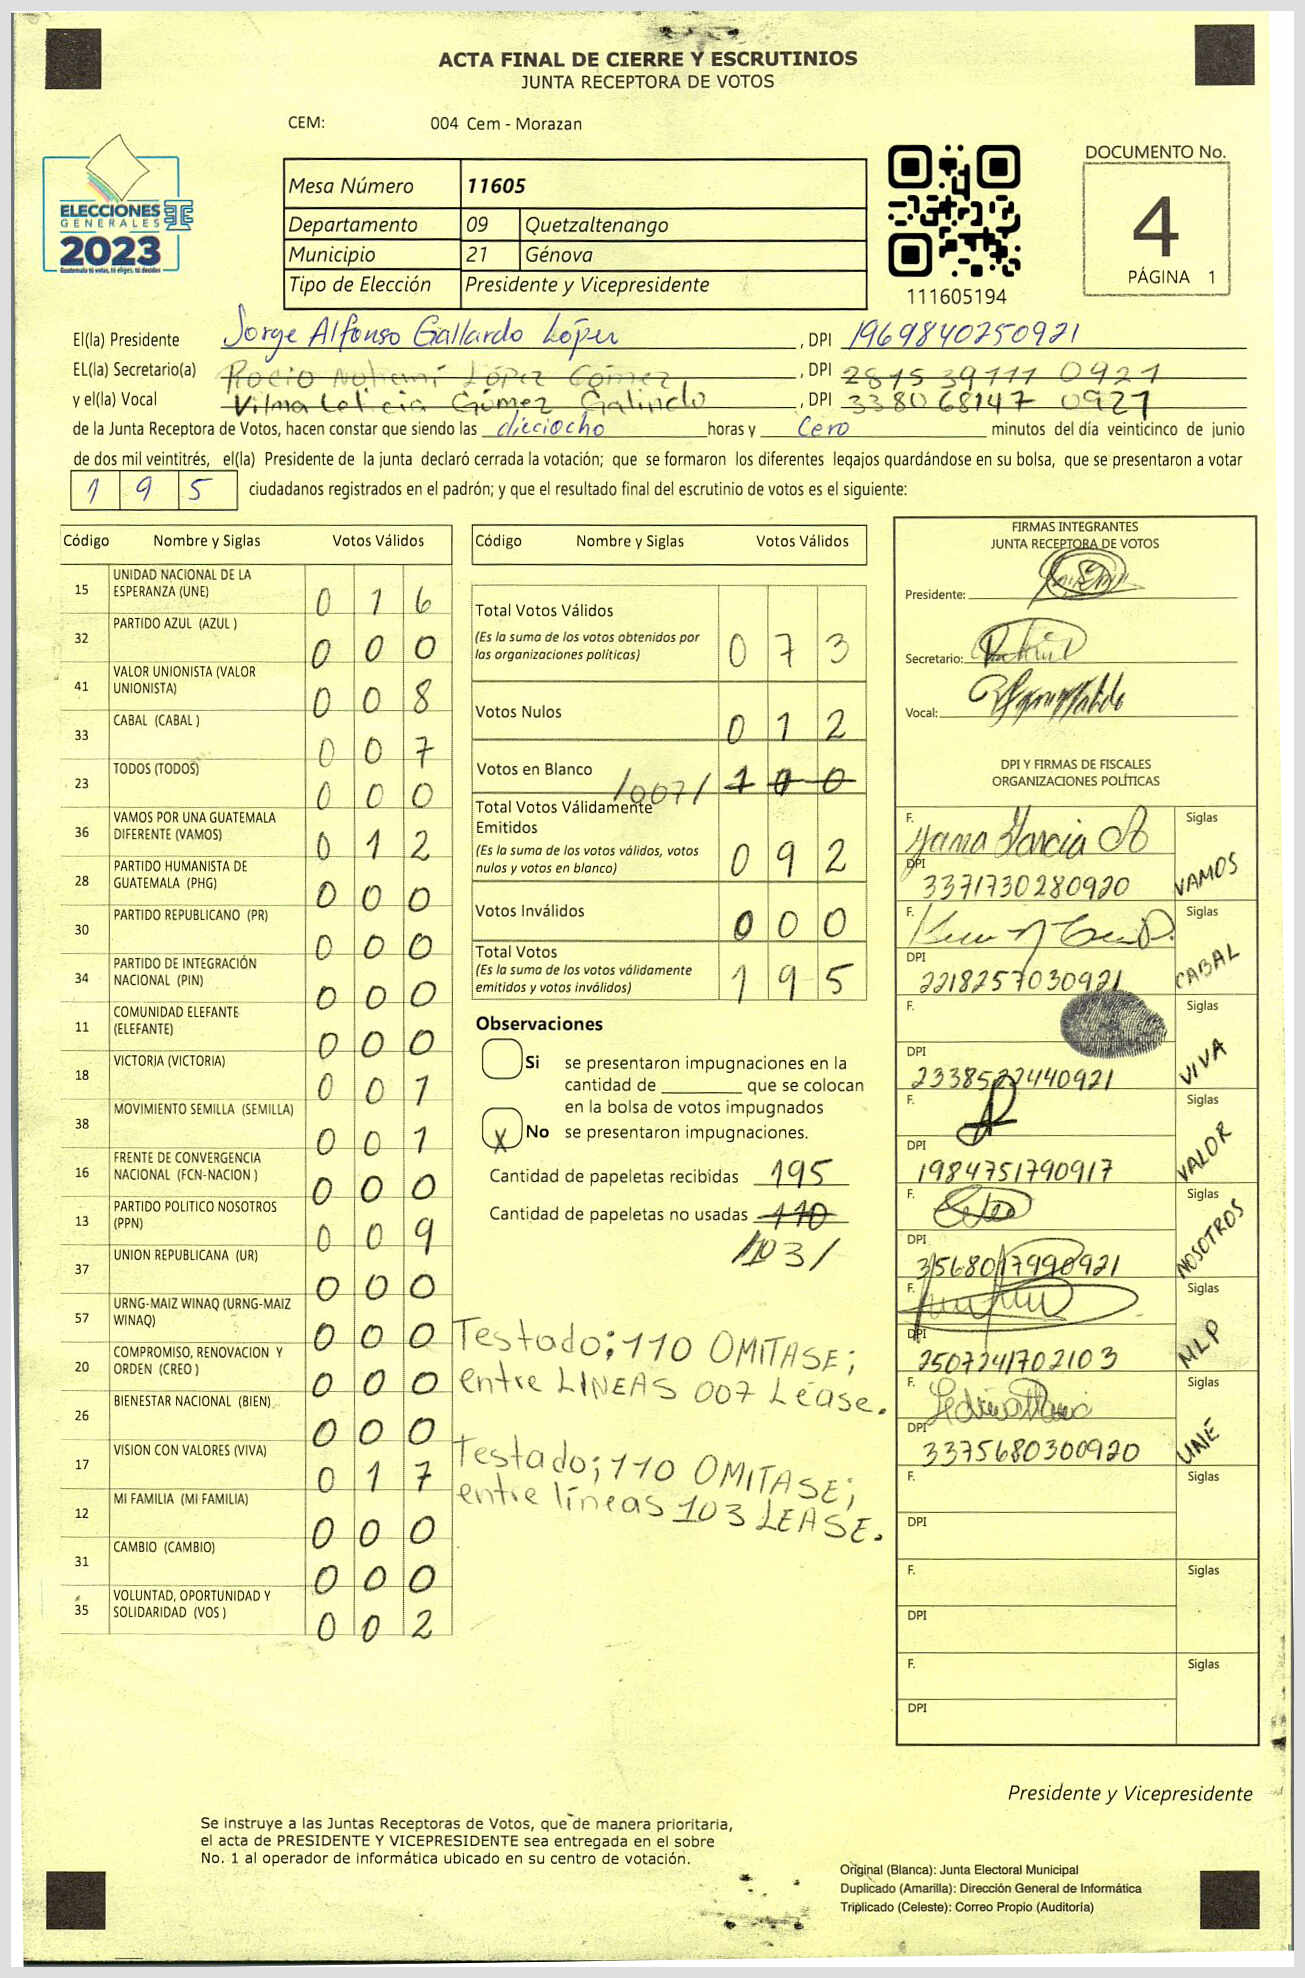 ACTA FINAL DE CIERRE Y ESCRUTINIOS
JUNTA RECEPTORA DE VOTOS
CEM: 004 Cem - Morazan
ELECCIONES
GENERALES
2023
Guatemala tú votas, tú eliges, tú decides
Mesa Número 11605
Departamento 09 Quetzaltenango
Municipio 21 Génova
Tipo de Elección Presidente y Vicepresidente
111605194
DOCUMENTO No.
4
PÁGINA 1
El(la) Presidente Jorge Alfonso Gallardo López, DPI 1969840250921
EL(la) Secretario(a) Rocio Nohemí López Gómez, DPI 2815 39111 0921
y el(la) Vocal Vilma Leticia Gómez Galindo, DPI 3380 68147 0921
de la Junta Receptora de Votos, hacen constar que siendo las dieciocho horas y Cero minutos del día veinticinco de junio
de dos mil veintitrés, el(la) Presidente de la junta declaró cerrada la votación; que se formaron los diferentes legajos quardándose en su bolsa, que se presentaron a votar
195 ciudadanos registrados en el padrón; y que el resultado final del escrutinio de votos es el siguiente:
Código Nombre y Siglas Votos Válidos
15 UNIDAD NACIONAL DE LA ESPERANZA (UNE) 0 1 6
32 PARTIDO AZUL (AZUL ) 0 0 0
41 VALOR UNIONISTA (VALOR UNIONISTA) 0 0 8
33 CABAL (CABAL ) 0 0 7
23 TODOS (TODOS) 0 0 0
36 VAMOS POR UNA GUATEMALA DIFERENTE (VAMOS) 0 1 2
28 PARTIDO HUMANISTA DE GUATEMALA (PHG) 0 0 0
30 PARTIDO REPUBLICANO (PR) 0 0 0
34 PARTIDO DE INTEGRACIÓN NACIONAL (PIN) 0 0 0
11 COMUNIDAD ELEFANTE (ELEFANTE) 0 0 0
18 VICTORIA (VICTORIA) 0 0 1
38 MOVIMIENTO SEMILLA (SEMILLA) 0 0 1
16 FRENTE DE CONVERGENCIA NACIONAL (FCN-NACION ) 0 0 0
13 PARTIDO POLITICO NOSOTROS (PPN) 0 0 9
37 UNION REPUBLICANA (UR) 0 0 0
57 URNG-MAIZ WINAQ (URNG-MAIZ WINAQ) 0 0 0
20 COMPROMISO, RENOVACION Y ORDEN (CREO ) 0 0 0
26 BIENESTAR NACIONAL (BIEN) 0 0 0
17 VISION CON VALORES (VIVA) 0 1 7
12 MI FAMILIA (MI FAMILIA) 0 0 0
31 CAMBIO (CAMBIO) 0 0 0
35 VOLUNTAD, OPORTUNIDAD Y SOLIDARIDAD (VOS ) 0 0 2
Código Nombre y Siglas Votos Válidos
Total Votos Válidos
(Es la suma de los votos obtenidos por
las organizaciones políticas) 0 7 3
Votos Nulos 0 1 2
Votos en Blanco /007/ 1 1 0
Total Votos Válidamente
Emitidos
(Es la suma de los votos válidos, votos
nulos y votos en blanco) 0 9 2
Votos Inválidos 0 0 0
Total Votos
(Es la suma de los votos válidamente
emitidos y votos inválidos) 1 9 5
Observaciones
Si se presentaron impugnaciones en la
cantidad de ________ que se colocan
en la bolsa de votos impugnados
X No se presentaron impugnaciones.
Cantidad de papeletas recibidas 195
Cantidad de papeletas no usadas 110
/103/
Testado; 110 OMITASE;
entre LINEAS 007 Léase.
Testado; 110 OMITASE;
entre líneas 103 LEASE.
FIRMAS INTEGRANTES
JUNTA RECEPTORA DE VOTOS
Presidente:
Secretario:
Vocal:
DPI Y FIRMAS DE FISCALES
ORGANIZACIONES POLÍTICAS
F. Siglas
DPI 3371730280920 VAMOS
F. Siglas
DPI 2218257030921 CABAL
F. Siglas
DPI VIVA
F. Siglas
DPI 1984751790917 VALOR
F. Siglas
DPI 31568017990921 NOSOTROS
F. Siglas
DPI 2507241702103 MLP
F. Siglas
DPI 3375680300920 UNE
F. Siglas
DPI
F. Siglas
DPI
F. Siglas
DPI
Presidente y Vicepresidente
Se instruye a las Juntas Receptoras de Votos, que de manera prioritaria,
el acta de PRESIDENTE Y VICEPRESIDENTE sea entregada en el sobre
No. 1 al operador de informática ubicado en su centro de votación.
Original (Blanca): Junta Electoral Municipal
Duplicado (Amarilla): Dirección General de Informática
Triplicado (Celeste): Correo Propio (Auditoría)